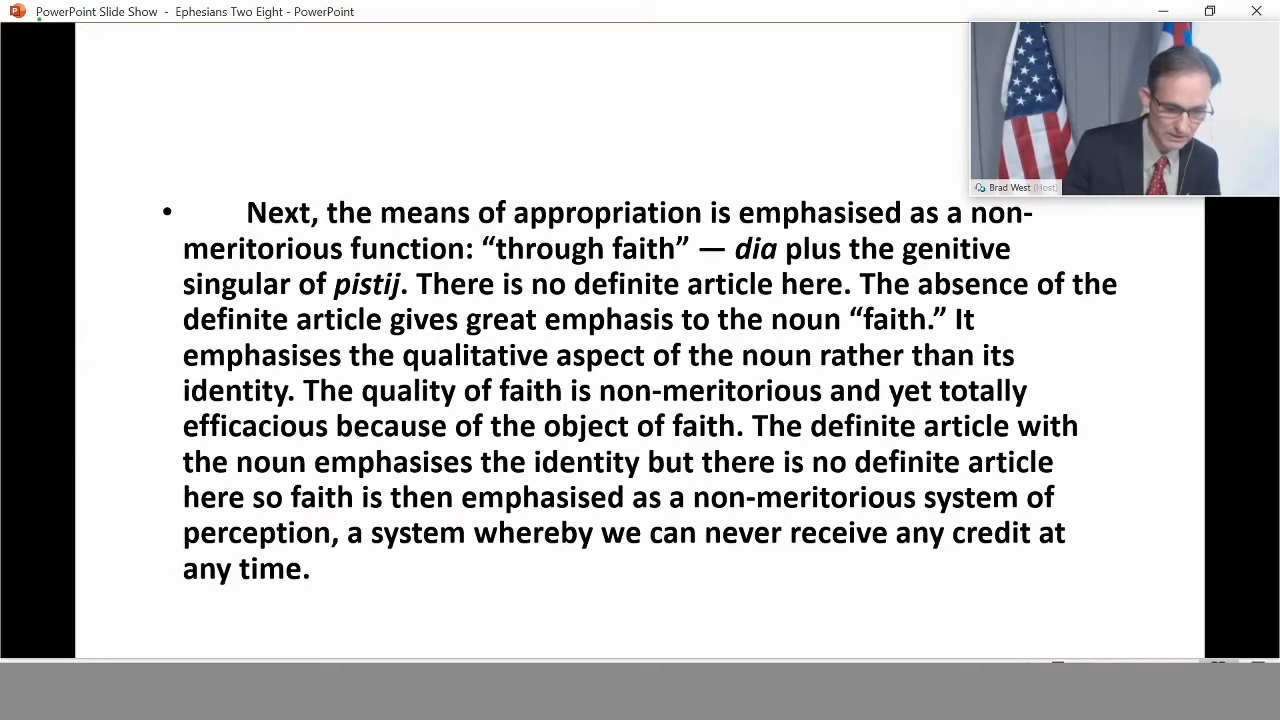 PowerPoint Slide Show - Ephesians Two Eight - PowerPoint
Brad West (Host)
• Next, the means of appropriation is emphasised as a non-
meritorious function: “through faith” — dia plus the genitive
singular of pistij. There is no definite article here. The absence of the
definite article gives great emphasis to the noun “faith.” It
emphasises the qualitative aspect of the noun rather than its
identity. The quality of faith is non-meritorious and yet totally
efficacious because of the object of faith. The definite article with
the noun emphasises the identity but there is no definite article
here so faith is then emphasised as a non-meritorious system of
perception, a system whereby we can never receive any credit at
any time.